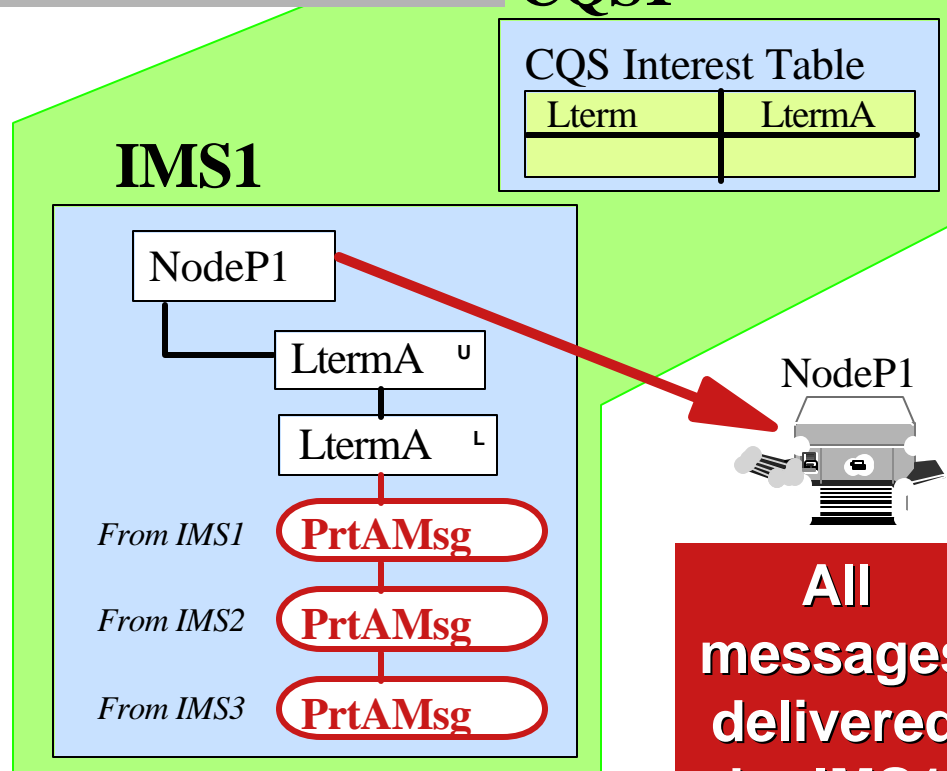 CQS Interest Table
Lterm LtermA
IMS1
NodeP1
LtermA U
LtermA L
From IMS1 PrtAMsg
From IMS2 PrtAMsg
From IMS3 PrtAMsg
NodeP1
All
messages
delivered